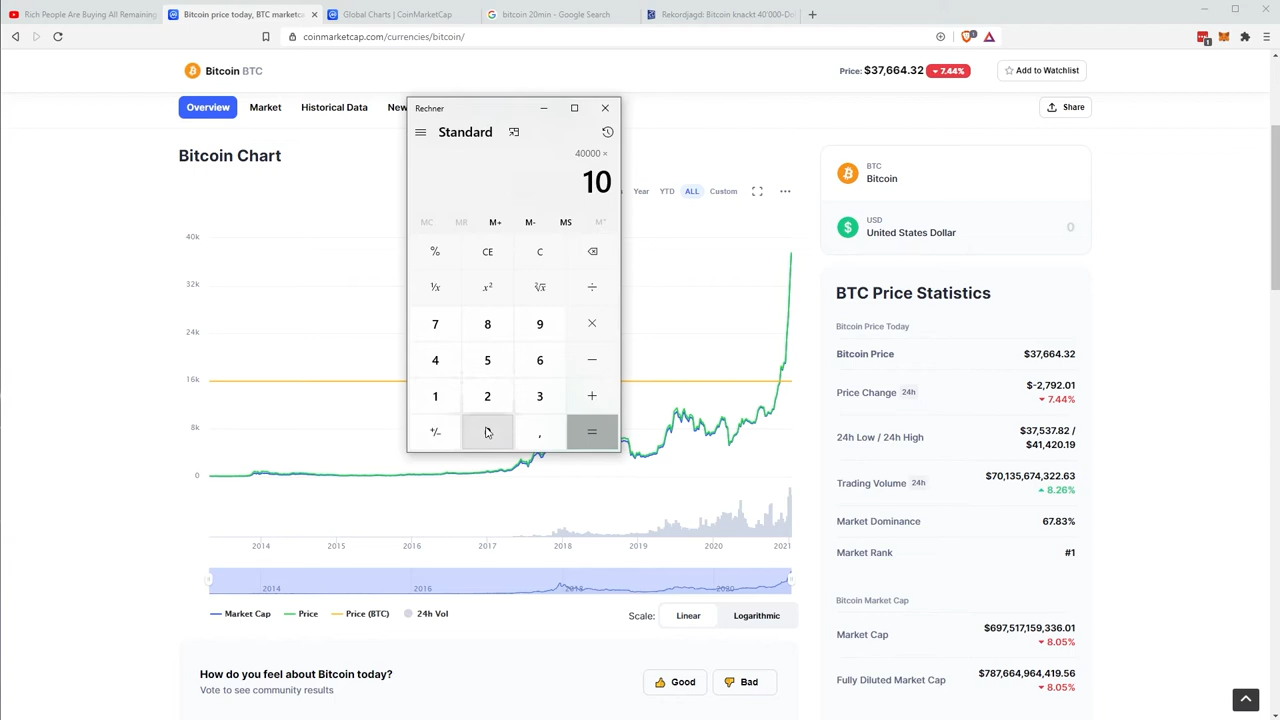 Rich People Are Buying All Remaining
Bitcoin price today, BTC marketc
Global Charts | CoinMarketCap
bitcoin 20min - Google Search
Rekordjagd: Bitcoin knackt 40'000-Do
coinmarketcap.com/currencies/bitcoin/
Bitcoin BTC
Price: $37,664.32 7.44%
Add to Watchlist
Overview
Market
Historical Data
New
Share
Rechner
Standard
40000 ×
10
MC MR M+ M- MS M˅
% CE C
¹/x x² ²√x ÷
7 8 9 ×
4 5 6 −
1 2 3 +
+/− , =
Bitcoin Chart
Year YTD ALL Custom
40k
32k
24k
16k
8k
0
2014 2015 2016 2017 2018 2019 2020 2021
2014 2016 2018 2020
Market Cap Price Price (BTC) 24h Vol
Scale: Linear Logarithmic
How do you feel about Bitcoin today?
Vote to see community results
Good
Bad
BTC
Bitcoin
USD
United States Dollar
0
BTC Price Statistics
Bitcoin Price Today
Bitcoin Price $37,664.32
Price Change 24h $-2,792.01
7.44%
24h Low / 24h High $37,537.82 /
$41,420.19
Trading Volume 24h $70,135,674,322.63
8.26%
Market Dominance 67.83%
Market Rank #1
Bitcoin Market Cap
Market Cap $697,517,159,336.01
8.05%
Fully Diluted Market Cap $787,664,964,419.56
8.05%